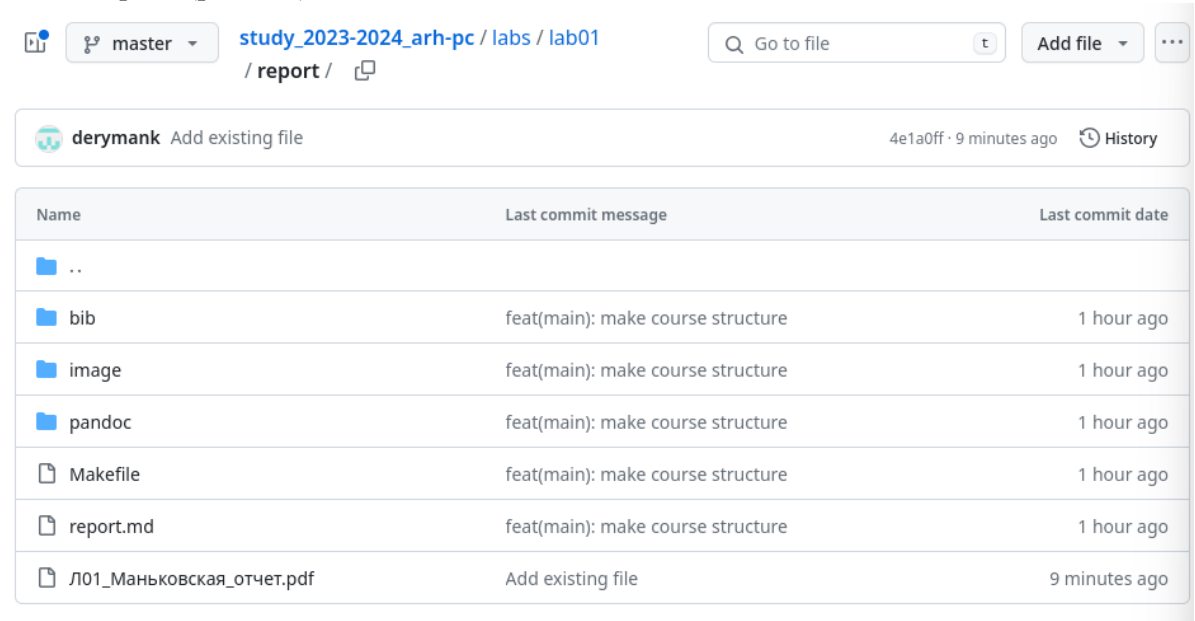 master study_2023-2024_arh-pc / labs / lab01 Go to file t Add file ...
/ report /
derymank Add existing file 4e1a0ff · 9 minutes ago History
Name Last commit message Last commit date
..
bib feat(main): make course structure 1 hour ago
image feat(main): make course structure 1 hour ago
pandoc feat(main): make course structure 1 hour ago
Makefile feat(main): make course structure 1 hour ago
report.md feat(main): make course structure 1 hour ago
Л01_Маньковская_отчет.pdf Add existing file 9 minutes ago